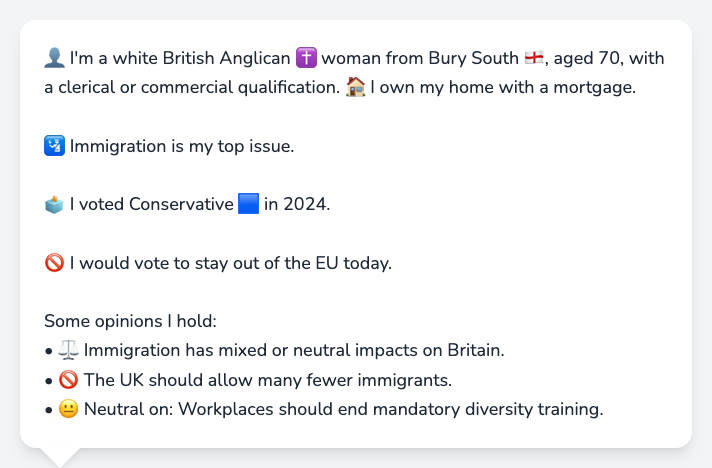 👤 I'm a white British Anglican ✝️ woman from Bury South 🏴󠁧󠁢󠁥󠁮󠁧󠁿, aged 70, with
a clerical or commercial qualification. 🏠 I own my home with a mortgage.
🛂 Immigration is my top issue.
🗳️ I voted Conservative 🟦 in 2024.
🚫 I would vote to stay out of the EU today.
Some opinions I hold:
• ⚖️ Immigration has mixed or neutral impacts on Britain.
• 🚫 The UK should allow many fewer immigrants.
• 😐 Neutral on: Workplaces should end mandatory diversity training.